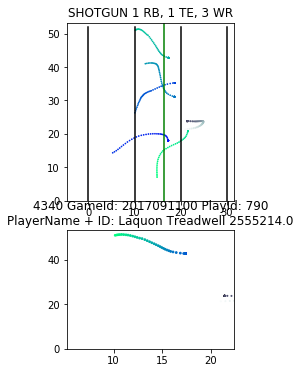 SHOTGUN 1 RB, 1 TE, 3 WR
50
40
30
20
10
0
0 10 20 30
4340 GameId: 2017091100 PlayId: 790
PlayerName + ID: Laquon Treadwell 2555214.0
40
20
0
10 15 20